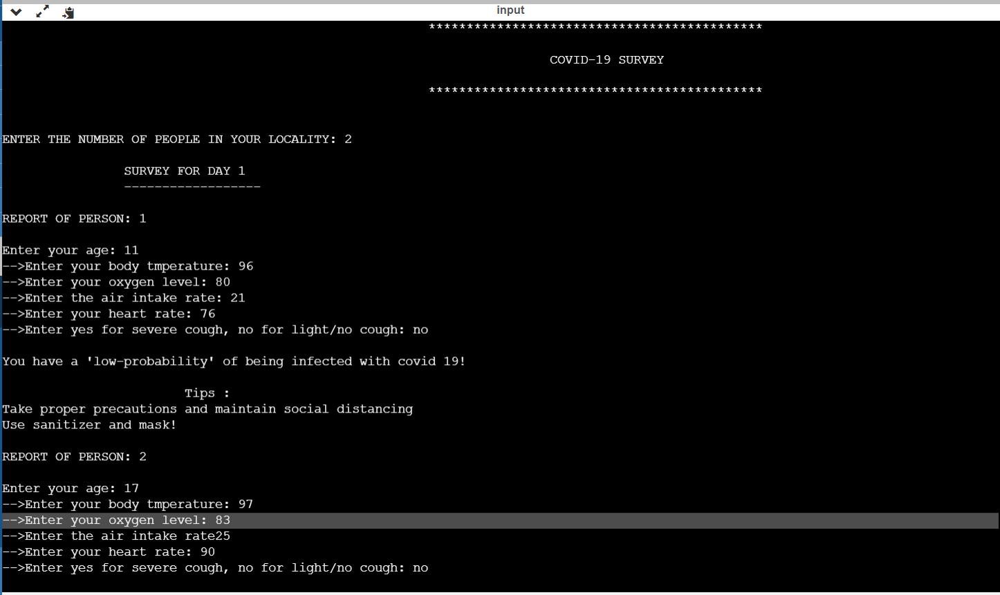 input
********************************************
COVID-19 SURVEY
********************************************
ENTER THE NUMBER OF PEOPLE IN YOUR LOCALITY: 2
SURVEY FOR DAY 1
------------------
REPORT OF PERSON: 1
Enter your age: 11
-->Enter your body tmperature: 96
-->Enter your oxygen level: 80
-->Enter the air intake rate: 21
-->Enter your heart rate: 76
-->Enter yes for severe cough, no for light/no cough: no
You have a 'low-probability' of being infected with covid 19!
Tips :
Take proper precautions and maintain social distancing
Use sanitizer and mask!
REPORT OF PERSON: 2
Enter your age: 17
-->Enter your body tmperature: 97
-->Enter your oxygen level: 83
-->Enter the air intake rate25
-->Enter your heart rate: 90
-->Enter yes for severe cough, no for light/no cough: no